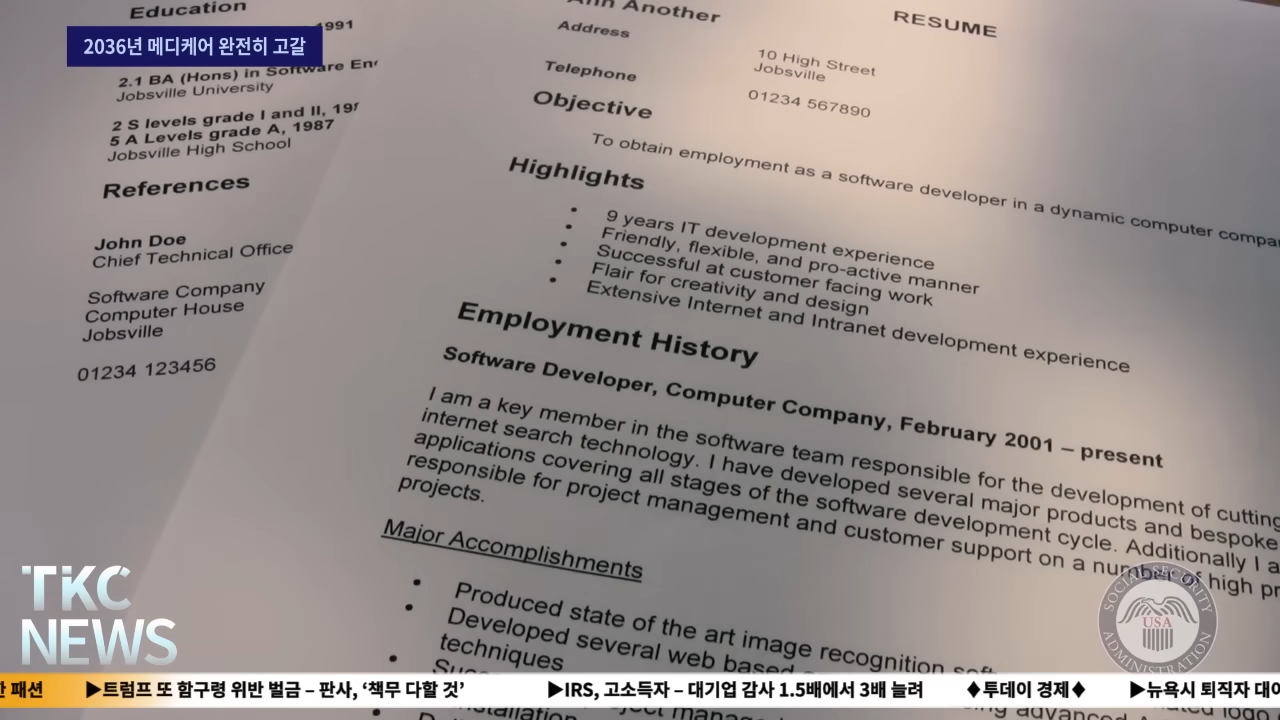 Education
1991
2036년 메디케어 완전히 고갈
2.1 BA (Hons) in Software
Jobsville University
2 S levels grade I and II,
5 A Levels grade A, 1987
Jobsville High School
References
John Doe
Chief Technical Office
Software Company
Computer House
Jobsville
01234 123456
Ann Another
RESUME
Address
10 High Street
Jobsville
Telephone
01234 567890
Objective
To obtain employment as a software developer in a dynamic computer
Highlights
• 9 years IT development experience
• Friendly, flexible, and pro-active manner
• Successful at customer facing work
• Flair for creativity and design
• Extensive Internet and Intranet development experience
Employment History
Software Developer, Computer Company, February 2001 – present
I am a key member in the software team responsible for the development of cutting
internet search technology. I have developed several major products and bespoke
applications covering all stages of the software development cycle. Additionally I
responsible for project management and customer support on a number of high
projects.
Major Accomplishments
• Produced state of the art image recognition
• Developed several web based
techniques
TKC
NEWS
SOCIAL SECURITY
USA
ADMINISTRATION
패션 ▶트럼프 또 함구령 위반 벌금 – 판사, ‘책무 다할 것’ ▶IRS, 고소득자 – 대기업 감사 1.5배에서 3배 늘려 ♦투데이 경제♦ ▶뉴욕시 퇴직자